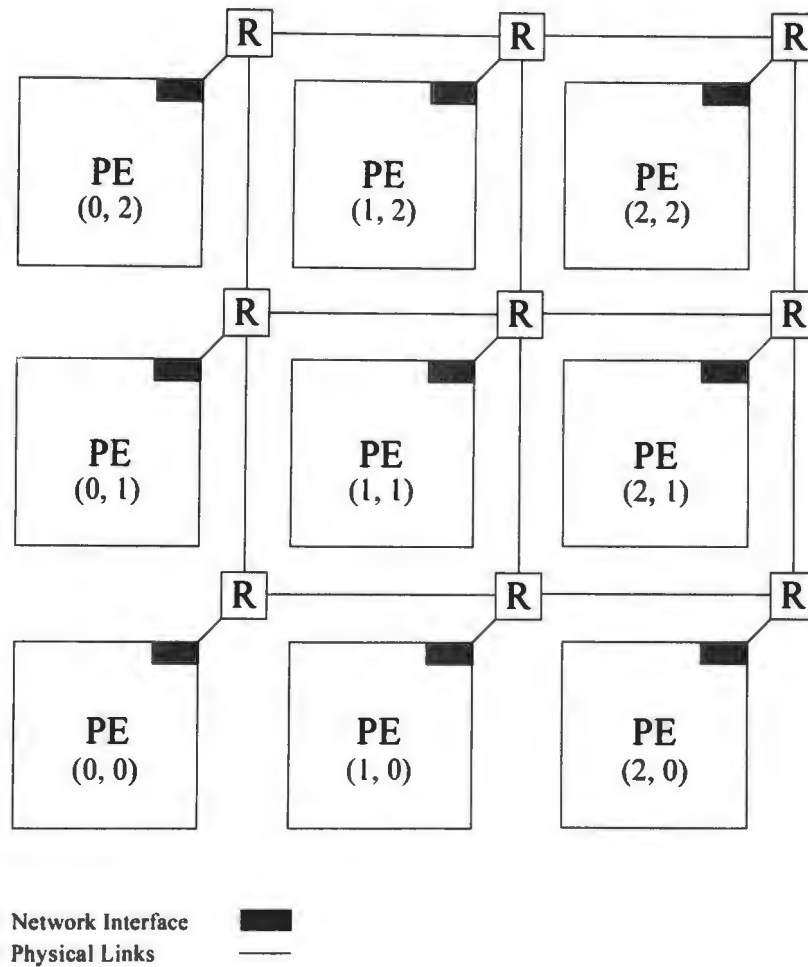 R R R
PE PE PE
(0, 2) (1, 2) (2, 2)
R R R
PE PE PE
(0, 1) (1, 1) (2, 1)
R R R
PE PE PE
(0, 0) (1, 0) (2, 0)
Network Interface
Physical Links